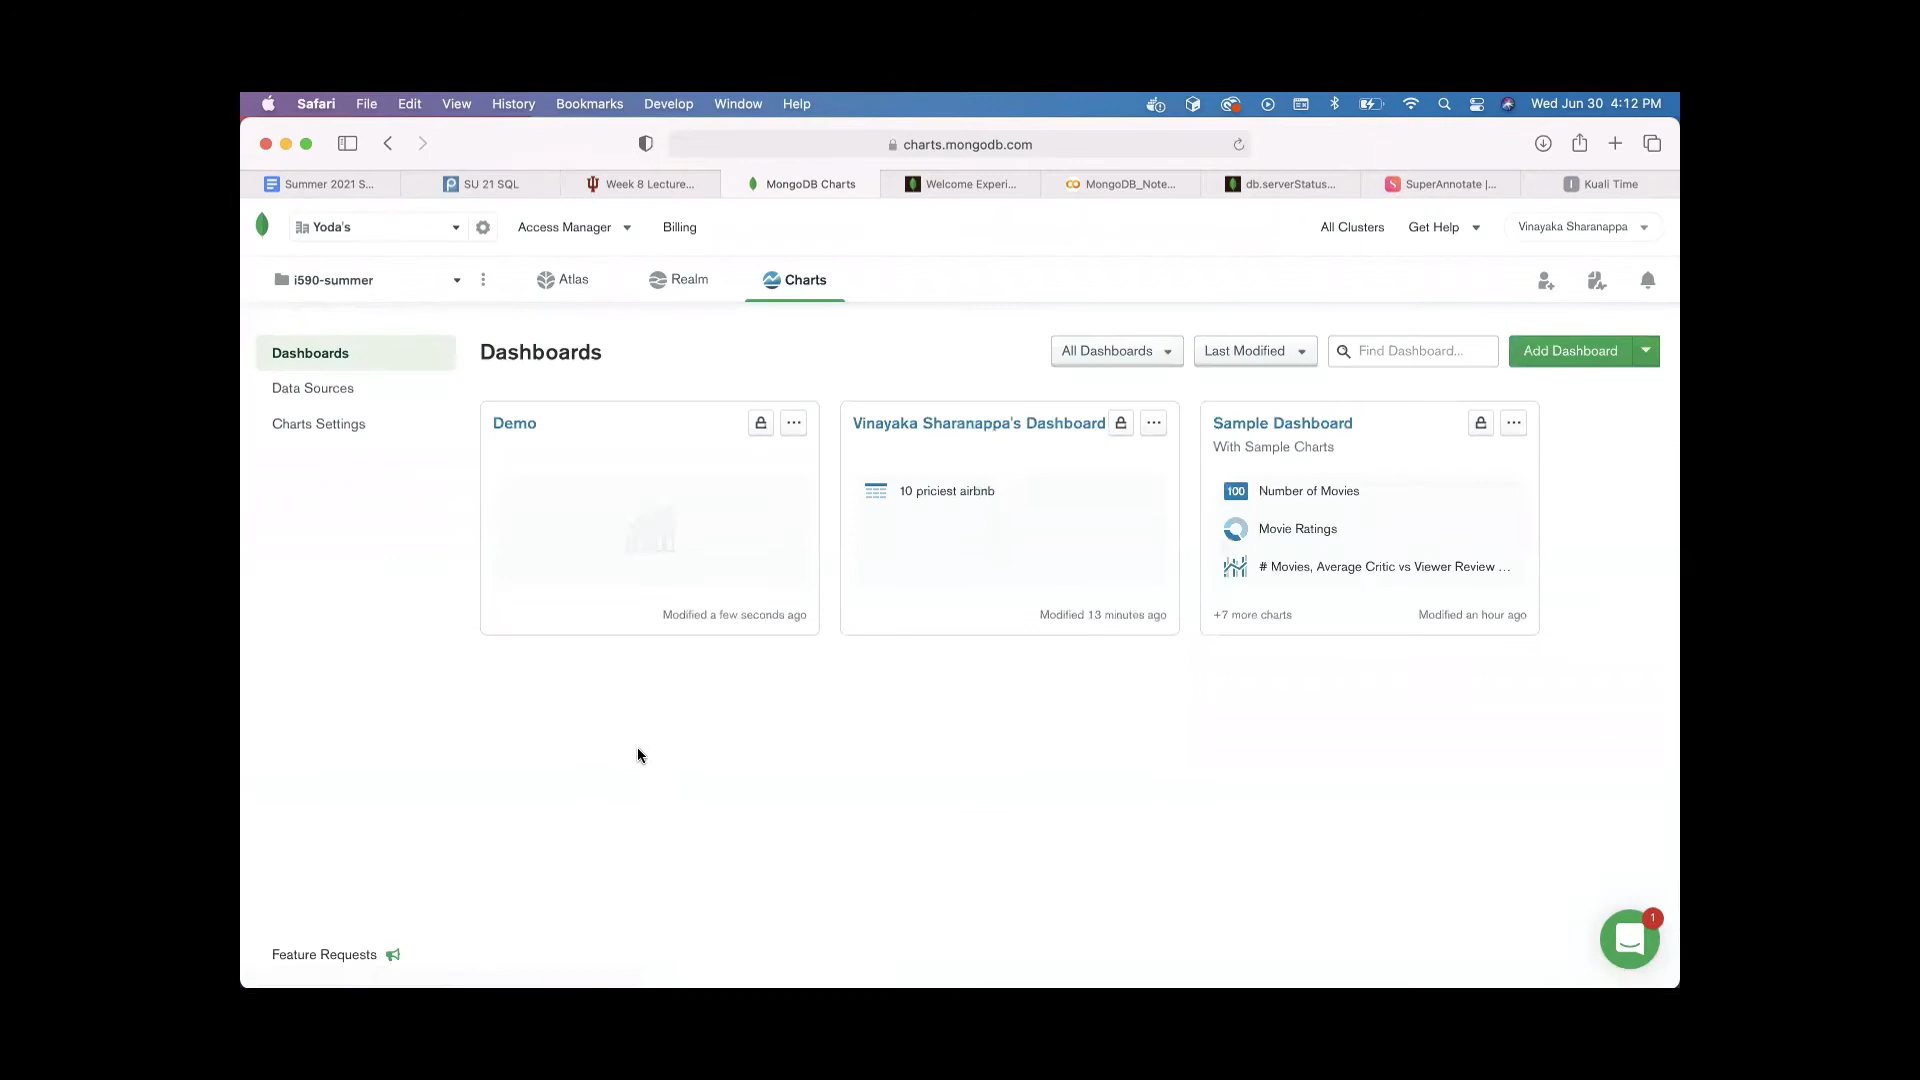 Safari File Edit View History Bookmarks Develop Window Help Wed Jun 30 4:12 PM
charts.mongodb.com
Summer 2021 S... SU 21 SQL Week 8 Lecture... MongoDB Charts Welcome Experi... MongoDB_Note... db.serverStatus... SuperAnnotate |... Kuali Time
Yoda's Access Manager Billing All Clusters Get Help Vinayaka Sharanappa
i590-summer Atlas Realm Charts
Dashboards
Data Sources
Charts Settings
Dashboards All Dashboards Last Modified Find Dashboard... Add Dashboard
Demo
Modified a few seconds ago
Vinayaka Sharanappa's Dashboard
10 priciest airbnb
Modified 13 minutes ago
Sample Dashboard
With Sample Charts
100 Number of Movies
Movie Ratings
# Movies, Average Critic vs Viewer Review ...
+7 more charts Modified an hour ago
Feature Requests
1